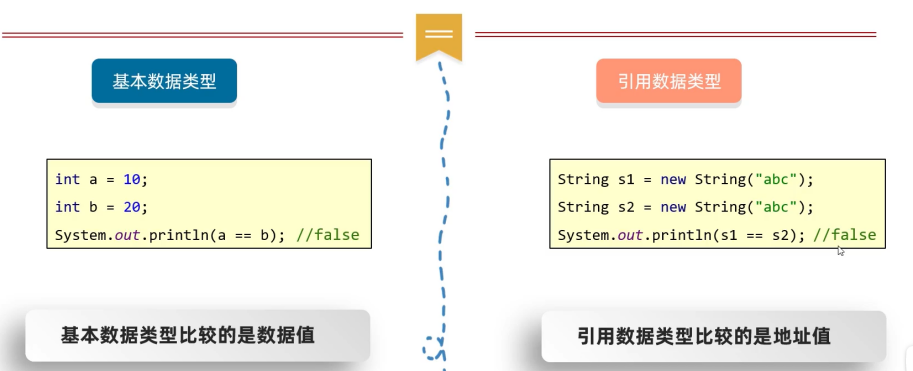 基本数据类型
int a = 10;
int b = 20;
System.out.println(a == b); //false
基本数据类型比较的是数据值
引用数据类型
String s1 = new String("abc");
String s2 = new String("abc");
System.out.println(s1 == s2); //false
引用数据类型比较的是地址值